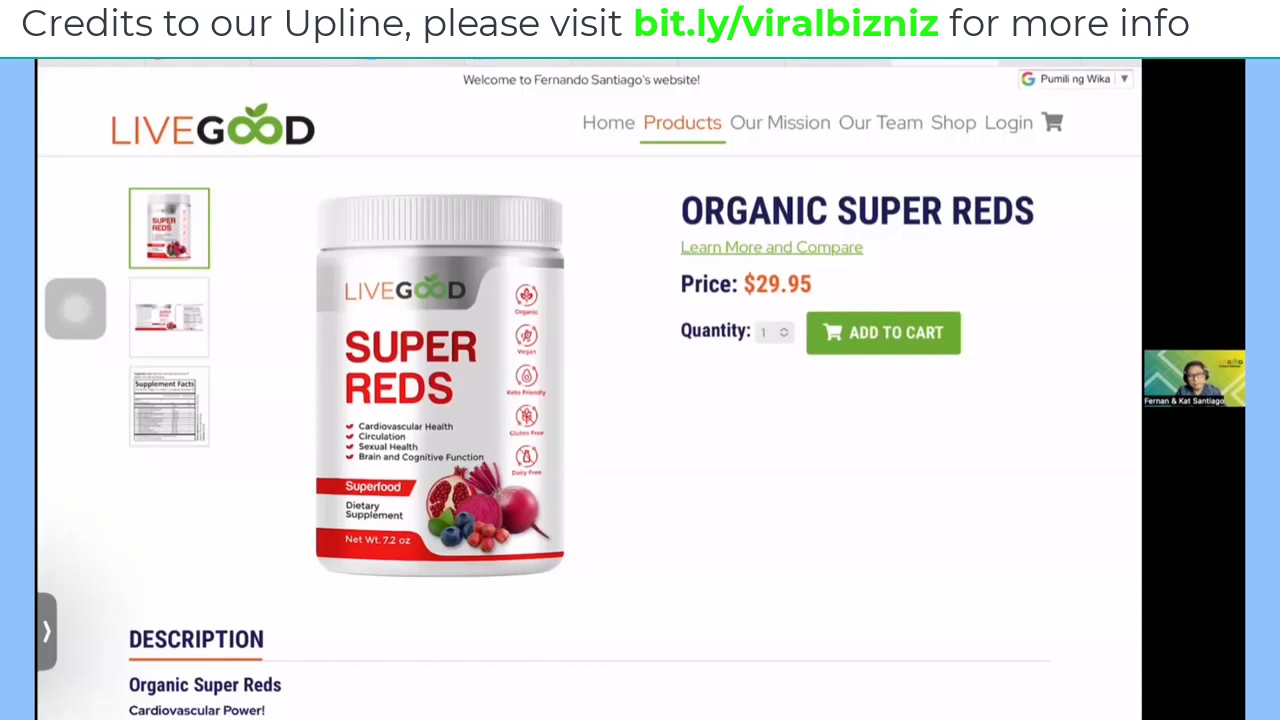 Credits to our Upline, please visit bit.ly/viralbizniz for more info
Welcome to Fernando Santiago's website!
Pumili ng Wika
LIVEGOOD
Home Products Our Mission Our Team Shop Login
SUPER
REDS
Supplement Facts
LIVEGOOD
SUPER
REDS
Cardiovascular Health
Circulation
Sexual Health
Brain and Cognitive Function
Superfood
Dietary
Supplement
Net Wt. 7.2 oz
Organic
Vegan
Keto Friendly
Gluten Free
Dairy Free
ORGANIC SUPER REDS
Learn More and Compare
Price: $29.95
Quantity: 1
ADD TO CART
Fernan & Kat Santiago
DESCRIPTION
Organic Super Reds
Cardiovascular Power!